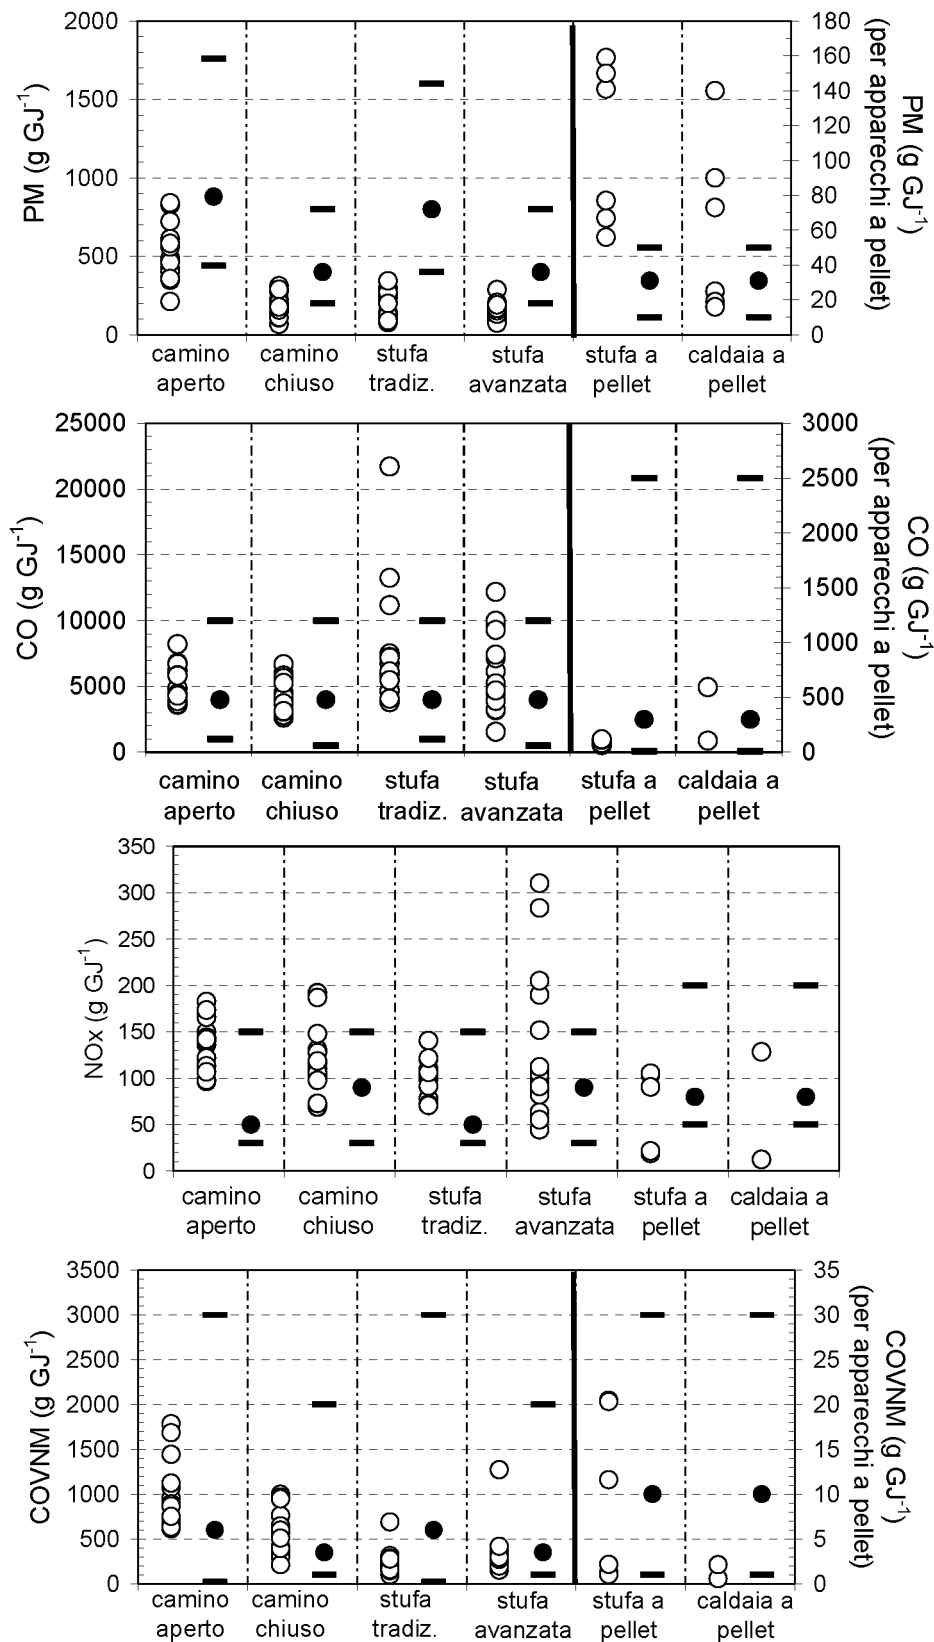 2000
1500
1000
500
0
PM (g GJ-1)
180
160
140
120
100
80
60
40
20
0
PM (g GJ-1)
(per apparecchi a pellet)
camino aperto
camino chiuso
stufa tradiz.
stufa avanzata
stufa a pellet
caldaia a pellet
25000
20000
15000
10000
5000
0
CO (g GJ-1)
3000
2500
2000
1500
1000
500
0
CO (g GJ-1)
(per apparecchi a pellet)
camino aperto
camino chiuso
stufa tradiz.
stufa avanzata
stufa a pellet
caldaia a pellet
350
300
250
200
150
100
50
0
NOx (g GJ-1)
camino aperto
camino chiuso
stufa tradiz.
stufa avanzata
stufa a pellet
caldaia a pellet
3500
3000
2500
2000
1500
1000
500
0
COVNM (g GJ-1)
35
30
25
20
15
10
5
0
COVNM (g GJ-1)
(per apparecchi a pellet)
camino aperto
camino chiuso
stufa tradiz.
stufa avanzata
stufa a pellet
caldaia a pellet